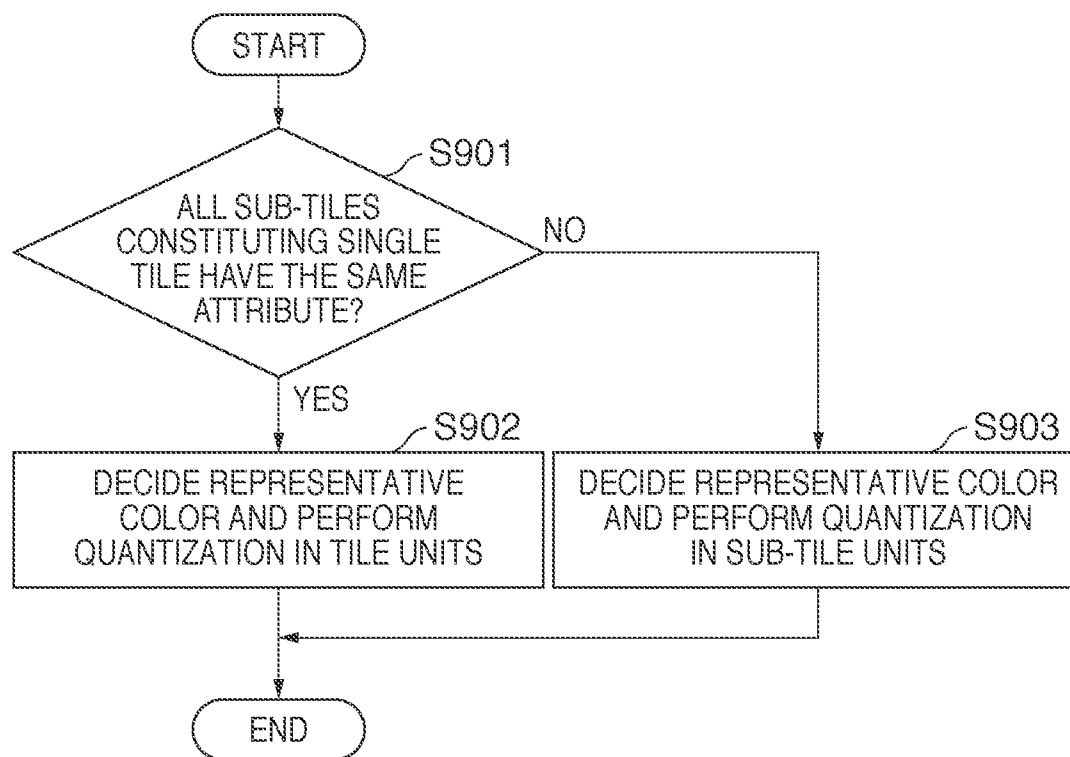 START
S901
ALL SUB-TILES
CONSTITUTING SINGLE
TILE HAVE THE SAME
ATTRIBUTE?
NO
YES
S902
DECIDE REPRESENTATIVE
COLOR AND PERFORM
QUANTIZATION IN TILE UNITS
S903
DECIDE REPRESENTATIVE COLOR
AND PERFORM QUANTIZATION
IN SUB-TILE UNITS
END